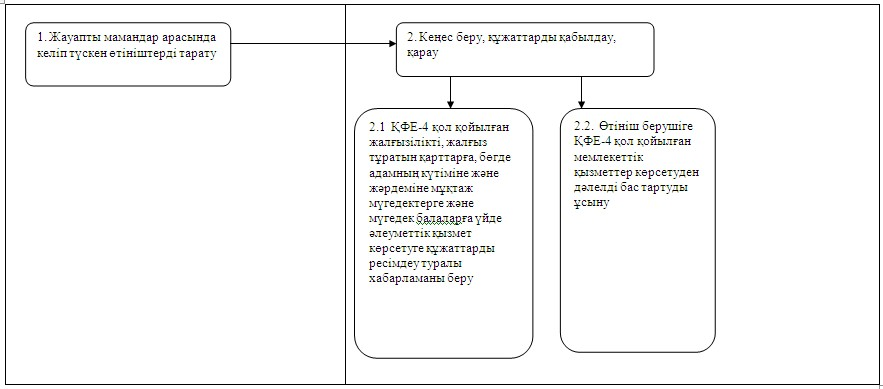 1. Жауапты мамандар арасында
келіп түскен өтініштерді тарату
2. Кеңес беру, құжаттарды қабылдау,
қарау
2.1 ҚФЕ-4 қол қойылған
жалғызілікті, жалғыз
тұратын қарттарға, бөгде
адамның күтіміне және
жәрдеміне мұқтаж
мүгедектерге және
мүгедек балаларға үйде
әлеуметтік қызмет
көрсетуге құжаттарды
ресімдеу туралы
хабарламаны беру
2.2. Өтініш берушіге
ҚФЕ-4 қол қойылған
мемлекеттік
қызметтер көрсетуден
дәлелді бас тартуды
ұсыну